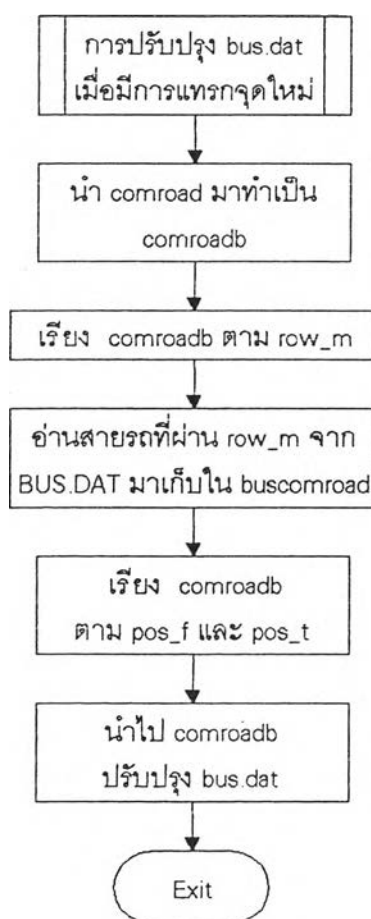 การปรับปรุง bus.dat
เมื่อมีการแทรกจุดใหม่
นำ comroad มาทำเป็น
comroadb
เรียง comroadb ตาม row_m
อ่านสายรถที่ผ่าน row_m จาก
BUS.DAT มาเก็บใน buscomroad
เรียง comroadb
ตาม pos_f และ pos_t
นำไป comroadb
ปรับปรุง bus.dat
Exit